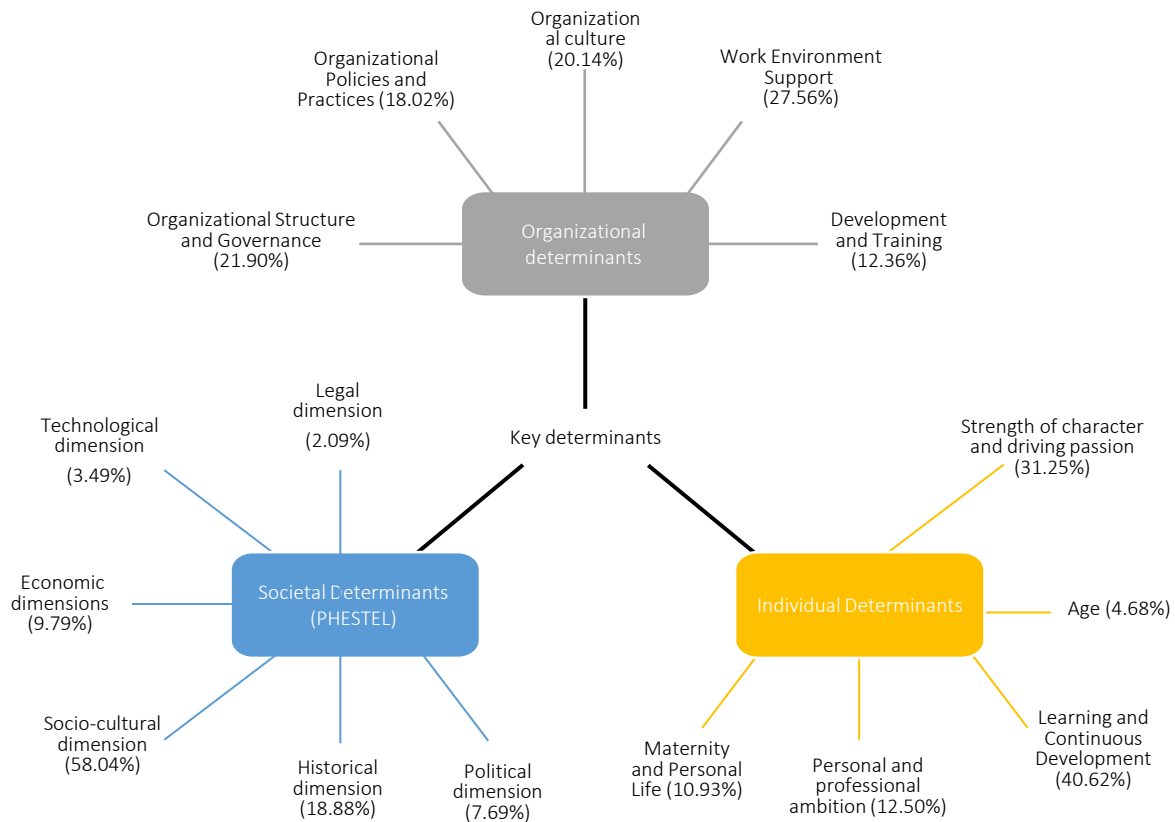 Organization
al culture
(20.14%)
Organizational
Policies and
Practices (18.02%)
Work Environment
Support
(27.56%)
Organizational Structure
and Governance
(21.90%)
Organizational
determinants
Development
and Training
(12.36%)
Key determinants
Legal
dimension
(2.09%)
Technological
dimension
(3.49%)
Economic
dimensions
(9.79%)
Societal Determinants
(PHESTEL)
Socio-cultural
dimension
(58.04%)
Historical
dimension
(18.88%)
Political
dimension
(7.69%)
Strength of character
and driving passion
(31.25%)
Individual Determinants
Age (4.68%)
Learning and
Continuous
Development
(40.62%)
Maternity
and Personal
Life (10.93%)
Personal and
professional
ambition (12.50%)